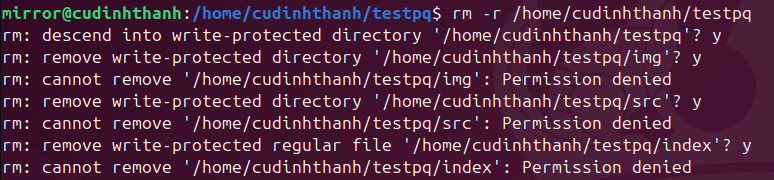 mirror@cudinhthanh:/home/cudinhthanh/testpq$ rm -r /home/cudinhthanh/testpq
rm: descend into write-protected directory '/home/cudinhthanh/testpq'? y
rm: remove write-protected directory '/home/cudinhthanh/testpq/img'? y
rm: cannot remove '/home/cudinhthanh/testpq/img': Permission denied
rm: remove write-protected directory '/home/cudinhthanh/testpq/src'? y
rm: cannot remove '/home/cudinhthanh/testpq/src': Permission denied
rm: remove write-protected regular file '/home/cudinhthanh/testpq/index'? y
rm: cannot remove '/home/cudinhthanh/testpq/index': Permission denied